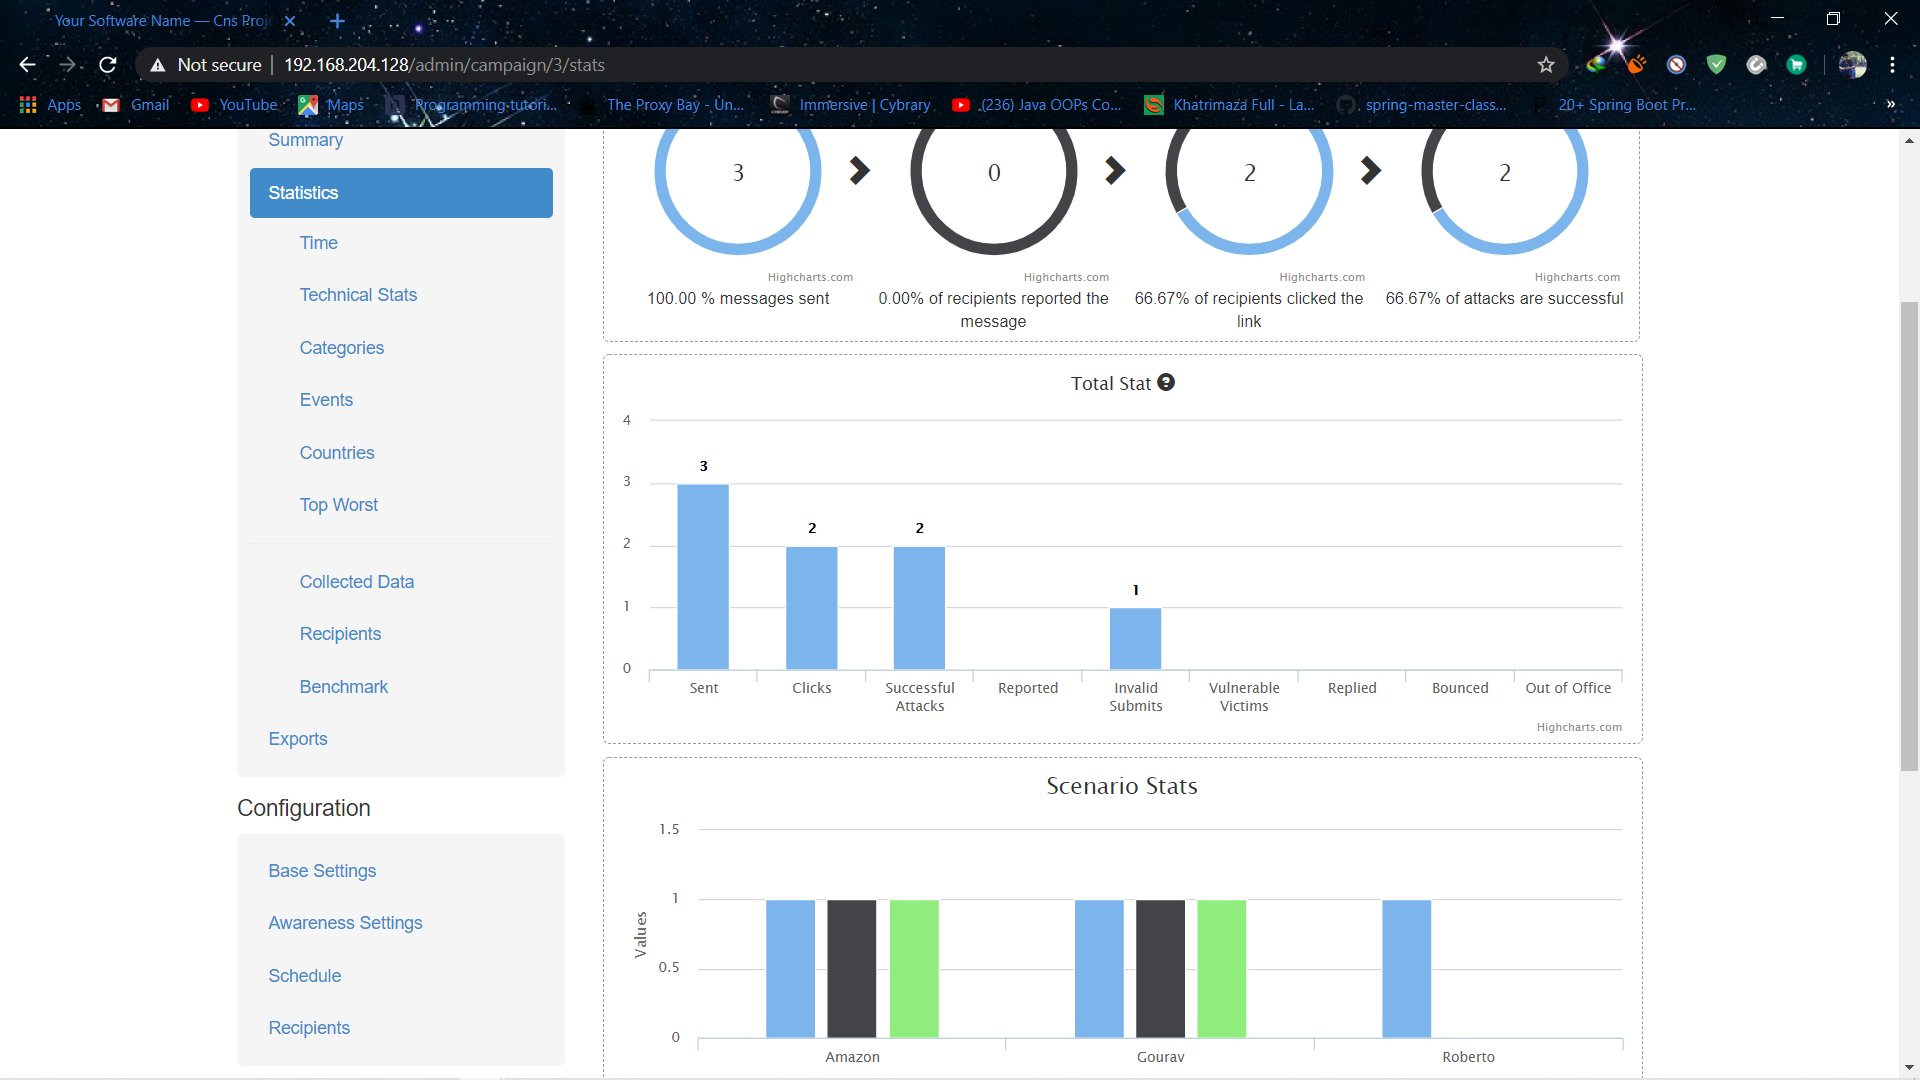 Your Software Name — Cns Proj
Not secure | 192.168.204.128/admin/campaign/3/stats
Apps Gmail YouTube Maps Programming-tutori... The Proxy Bay - Un... Immersive | Cybrary (236) Java OOPs Co... Khatrimaza Full - La... spring-master-class... 20+ Spring Boot Pr... »
Summary
Statistics
Time
Technical Stats
Categories
Events
Countries
Top Worst
Collected Data
Recipients
Benchmark
Exports
Configuration
Base Settings
Awareness Settings
Schedule
Recipients
3 0 2 2
Highcharts.com Highcharts.com Highcharts.com Highcharts.com
100.00 % messages sent
0.00% of recipients reported the
message
66.67% of recipients clicked the
link
66.67% of attacks are successful
Total Stat ?
4
3
2
1
0
3
2
2
1
Sent
Clicks
Successful
Attacks
Reported
Invalid
Submits
Vulnerable
Victims
Replied
Bounced
Out of Office
Highcharts.com
Scenario Stats
Values
1.5
1
0.5
0
Amazon Gourav Roberto